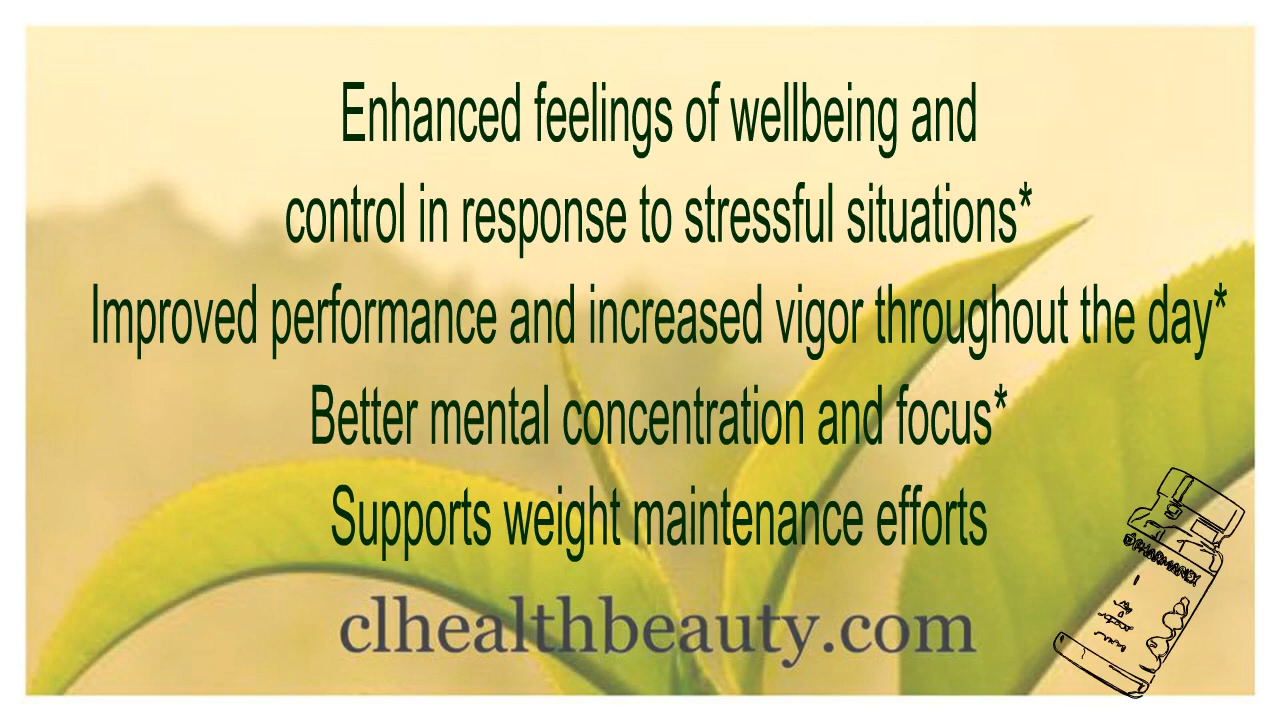 Enhanced feelings of wellbeing and
control in response to stressful situations*
Improved performance and increased vigor throughout the day*
Better mental concentration and focus*
Supports weight maintenance efforts
clhealthbeauty.com
PHARMANEX